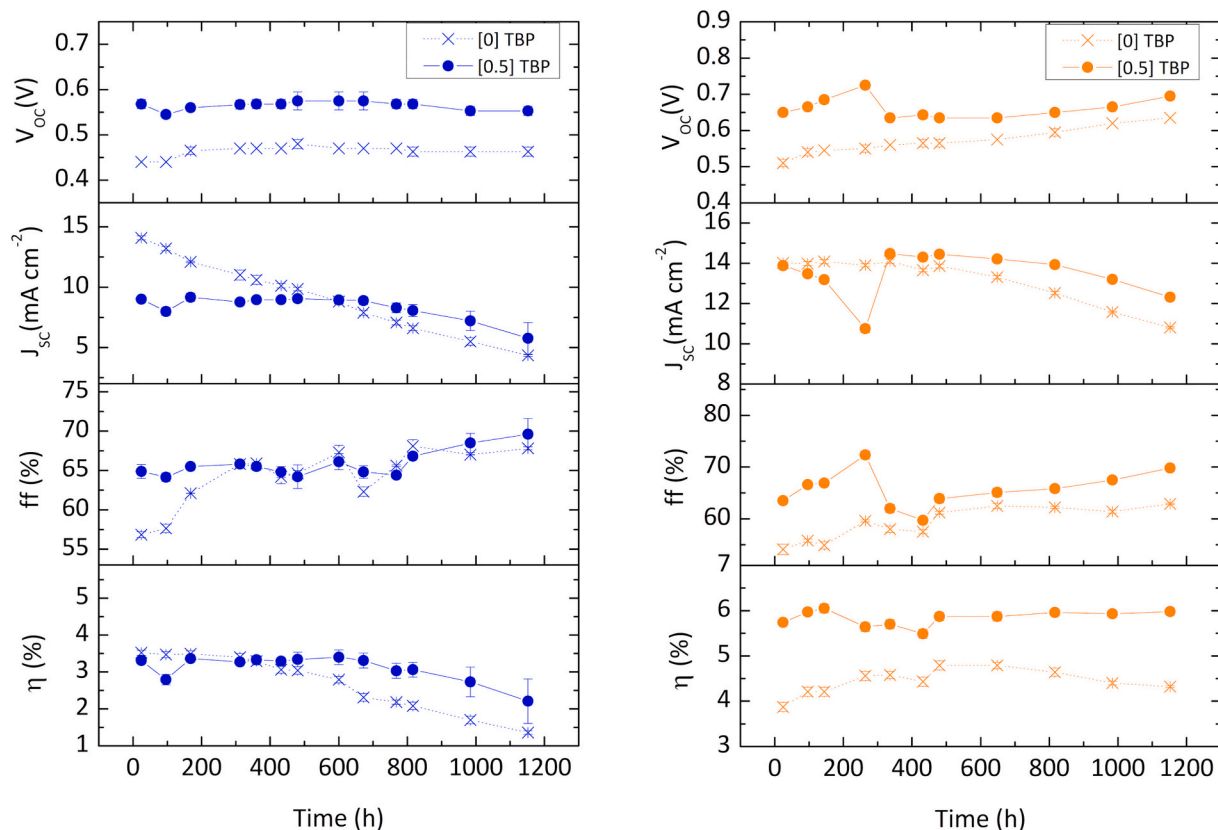 [0] TBP
[0.5] TBP
V_OC(V)
0.7
0.6
0.5
0.4
J_SC(mA cm^-2)
15
10
5
ff (%)
75
70
65
60
55
η (%)
5
4
3
2
1
0 200 400 600 800 1000 1200
Time (h)
[0] TBP
[0.5] TBP
V_OC(V)
0.9
0.8
0.7
0.6
0.5
0.4
J_SC(mA cm^-2)
16
14
12
10
8
ff (%)
80
70
60
7
η (%)
6
5
4
3
0 200 400 600 800 1000 1200
Time (h)